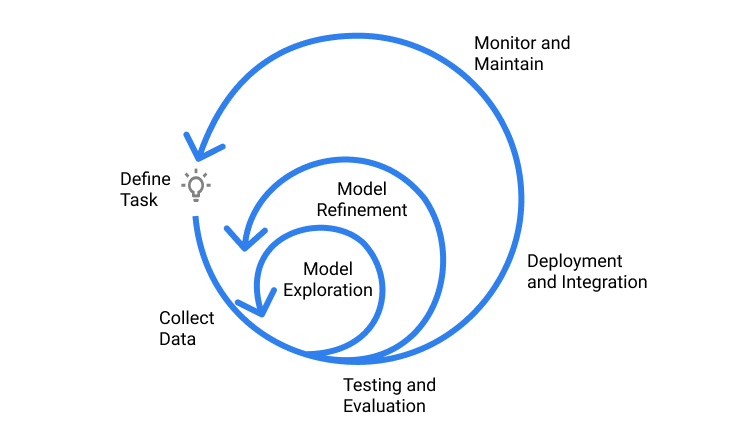 Monitor and
Maintain
Define
Task
Model
Refinement
Model
Exploration
Deployment
and Integration
Collect
Data
Testing and
Evaluation